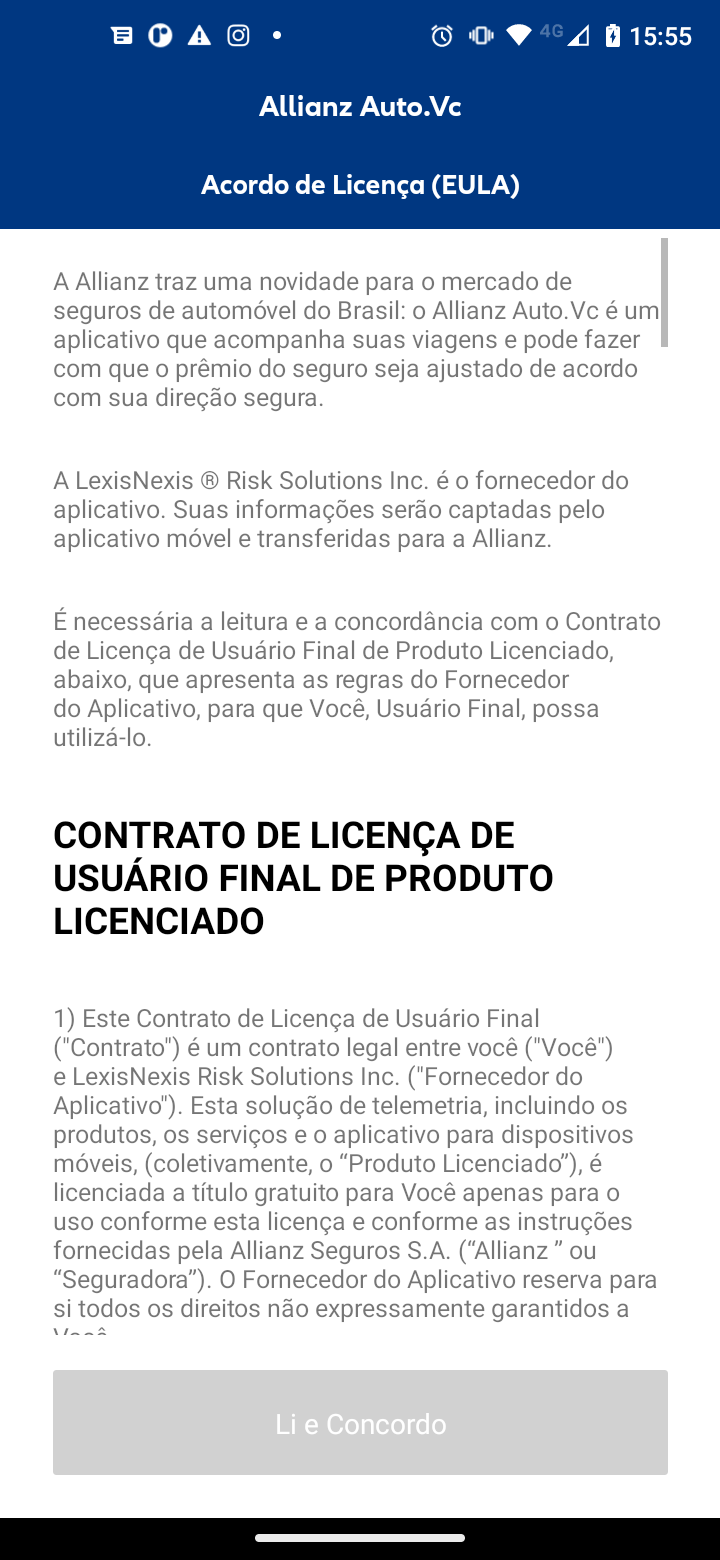 4G 15:55
Allianz Auto.Vc
Acordo de Licença (EULA)
A Allianz traz uma novidade para o mercado de
seguros de automóvel do Brasil: o Allianz Auto.Vc é um
aplicativo que acompanha suas viagens e pode fazer
com que o prêmio do seguro seja ajustado de acordo
com sua direção segura.
A LexisNexis ® Risk Solutions Inc. é o fornecedor do
aplicativo. Suas informações serão captadas pelo
aplicativo móvel e transferidas para a Allianz.
É necessária a leitura e a concordância com o Contrato
de Licença de Usuário Final de Produto Licenciado,
abaixo, que apresenta as regras do Fornecedor
do Aplicativo, para que Você, Usuário Final, possa
utilizá-lo.
CONTRATO DE LICENÇA DE
USUÁRIO FINAL DE PRODUTO
LICENCIADO
1) Este Contrato de Licença de Usuário Final
("Contrato") é um contrato legal entre você ("Você")
e LexisNexis Risk Solutions Inc. ("Fornecedor do
Aplicativo"). Esta solução de telemetria, incluindo os
produtos, os serviços e o aplicativo para dispositivos
móveis, (coletivamente, o “Produto Licenciado”), é
licenciada a título gratuito para Você apenas para o
uso conforme esta licença e conforme as instruções
fornecidas pela Allianz Seguros S.A. (“Allianz ” ou
“Seguradora”). O Fornecedor do Aplicativo reserva para
si todos os direitos não expressamente garantidos a
Li e Concordo